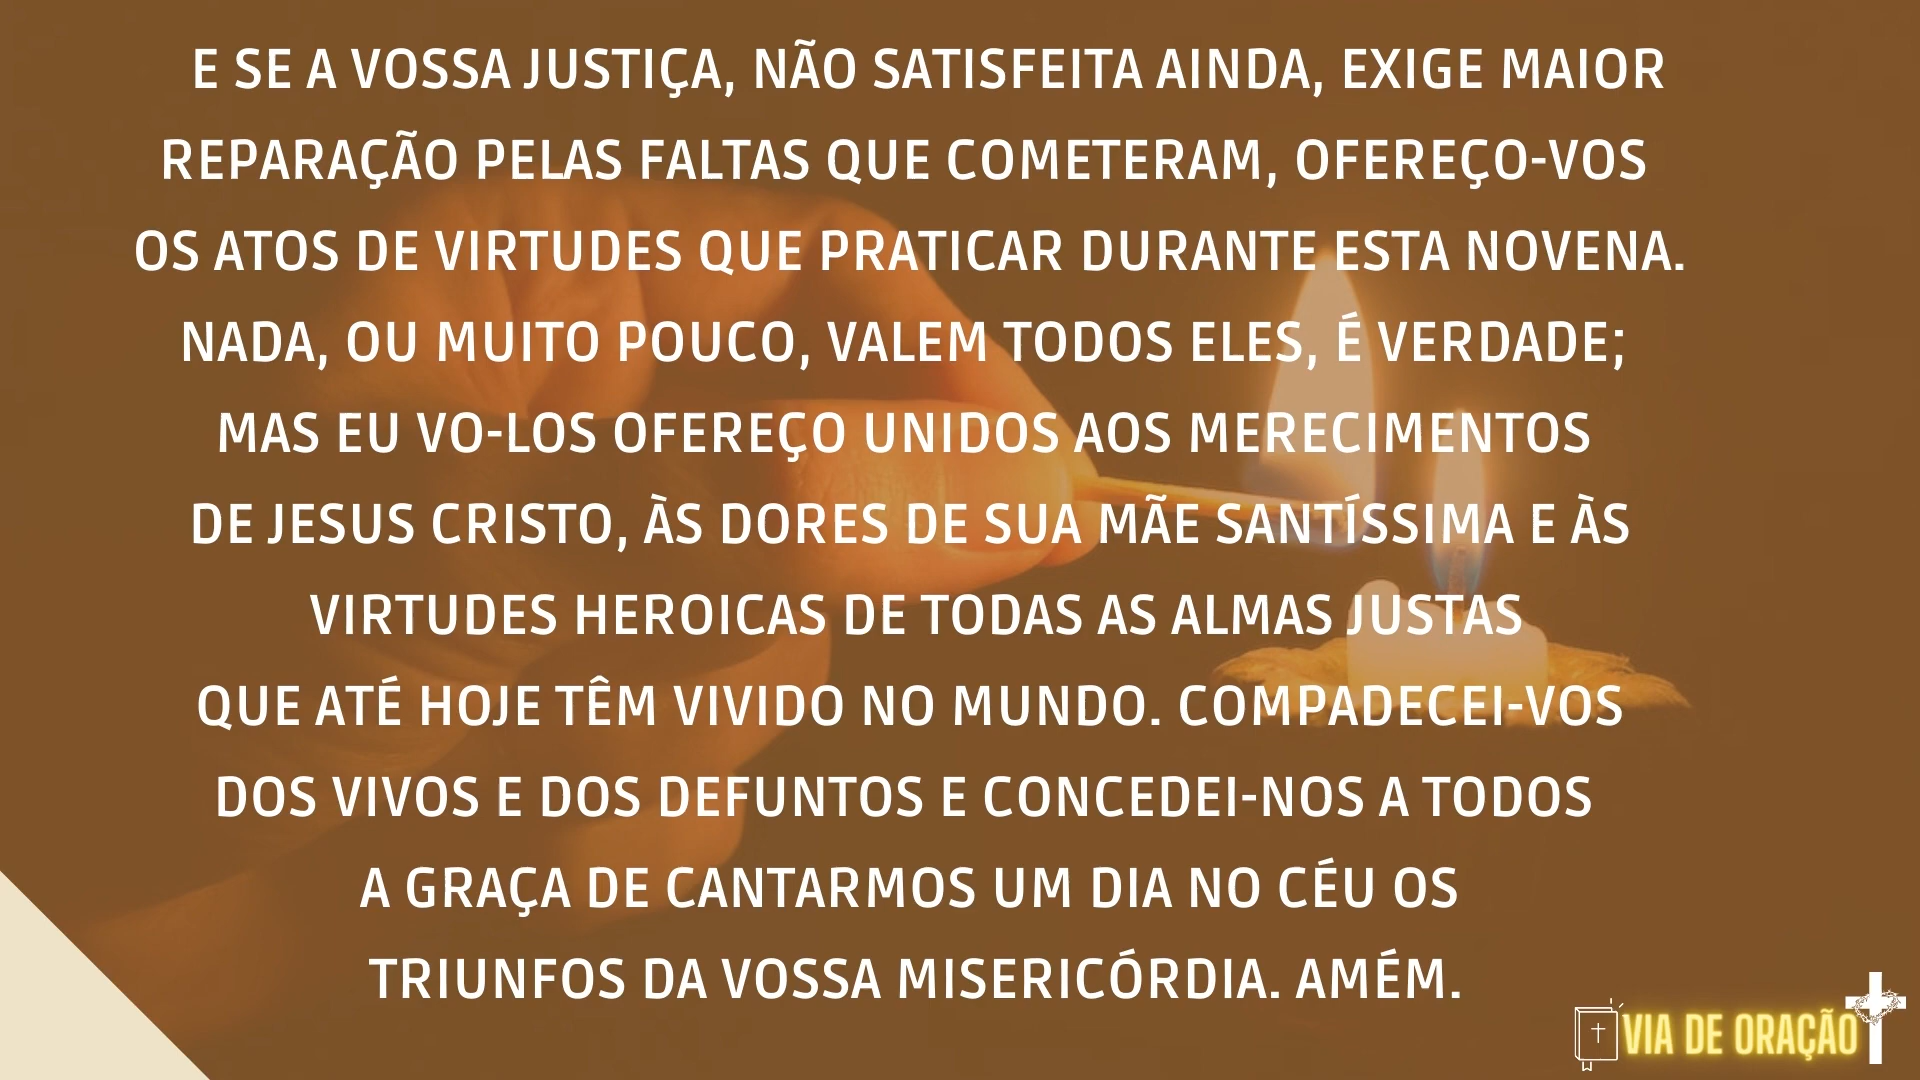 E SE A VOSSA JUSTIÇA, NÃO SATISFEITA AINDA, EXIGE MAIOR
REPARAÇÃO PELAS FALTAS QUE COMETERAM, OFEREÇO-VOS
OS ATOS DE VIRTUDES QUE PRATICAR DURANTE ESTA NOVENA.
NADA, OU MUITO POUCO, VALEM TODOS ELES, É VERDADE;
MAS EU VO-LOS OFEREÇO UNIDOS AOS MERECIMENTOS
DE JESUS CRISTO, ÀS DORES DE SUA MÃE SANTÍSSIMA E ÀS
VIRTUDES HEROICAS DE TODAS AS ALMAS JUSTAS
QUE ATÉ HOJE TÊM VIVIDO NO MUNDO. COMPADECEI-VOS
DOS VIVOS E DOS DEFUNTOS E CONCEDEI-NOS A TODOS
A GRAÇA DE CANTARMOS UM DIA NO CÉU OS
TRIUNFOS DA VOSSA MISERICÓRDIA. AMÉM.
VIA DE ORAÇÃO